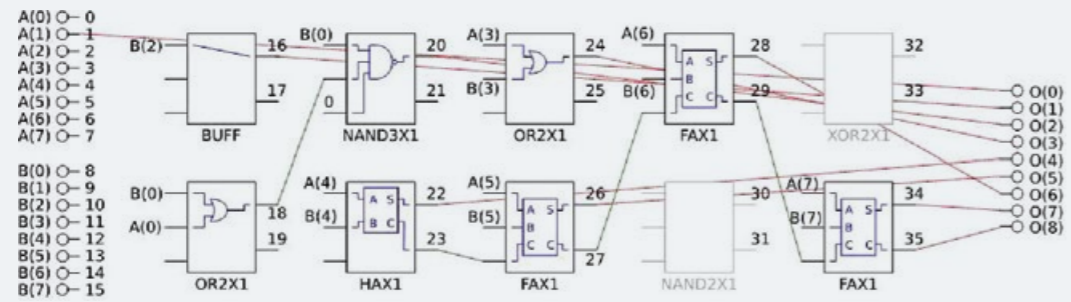 A(0) 0
A(1) 1
A(2) 2
A(3) 3
A(4) 4
A(5) 5
A(6) 6
A(7) 7
B(0) 8
B(1) 9
B(2) 10
B(3) 11
B(4) 12
B(5) 13
B(6) 14
B(7) 15
B(2) 16
17
BUFF
B(0) 20
0 21
NAND3X1
A(3) 24
B(3) 25
OR2X1
A(6) 28
A S
B
B(6) C C 29
FAX1
32
33
XOR2X1
B(0)
A(0) 18
19
OR2X1
A(4) 22
A S
B(4) B C
23
HAX1
A(5) 26
A S
B(5) B
C C 27
FAX1
30
31
NAND2X1
A(7) 34
A S
B(7) B
C C 35
FAX1
O(0)
O(1)
O(2)
O(3)
O(4)
O(5)
O(6)
O(7)
O(8)